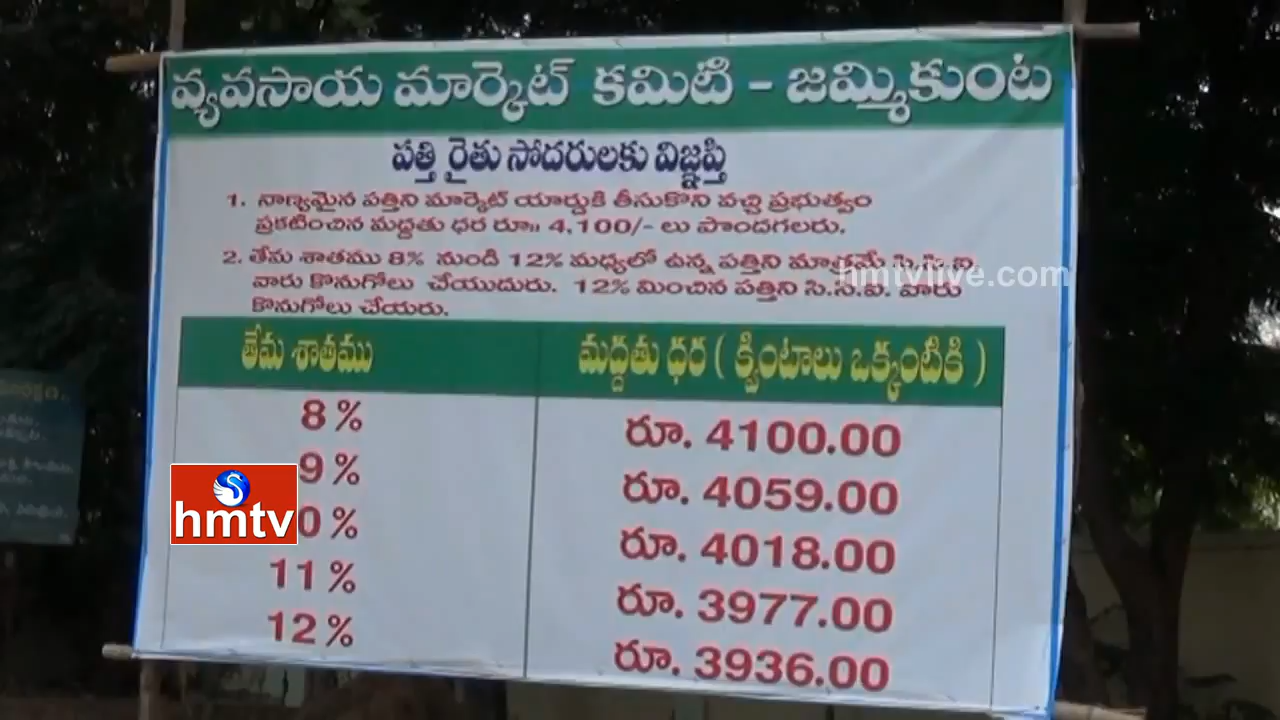 వ్యవసాయ మార్కెట్ కమిటి - జమ్మికుంట
పత్తి రైతు సోదరులకు విజ్ఞప్తి
1. నాణ్యమైన పత్తిని మార్కెట్ యార్డుకి తీసుకొని వచ్చి ప్రభుత్వం
ప్రకటించిన మద్దతు ధర రూ॥ 4,100/- లు పొందగలరు.
2. తేమ శాతము 8% నుండి 12% మధ్యలో ఉన్న పత్తిని మాత్రమే సి.సి.ఐ.
hmtvlive.com
వారు కొనుగోలు చేయుదురు. 12% మించిన పత్తిని సి.సి.ఐ. వారు
కొనుగోలు చేయరు.
తేమ శాతము మద్దతు ధర ( క్వింటాలు ఒక్కంటికి )
8% రూ. 4100.00
9% రూ. 4059.00
0% రూ. 4018.00
11% రూ. 3977.00
12% రూ. 3936.00
hmtv